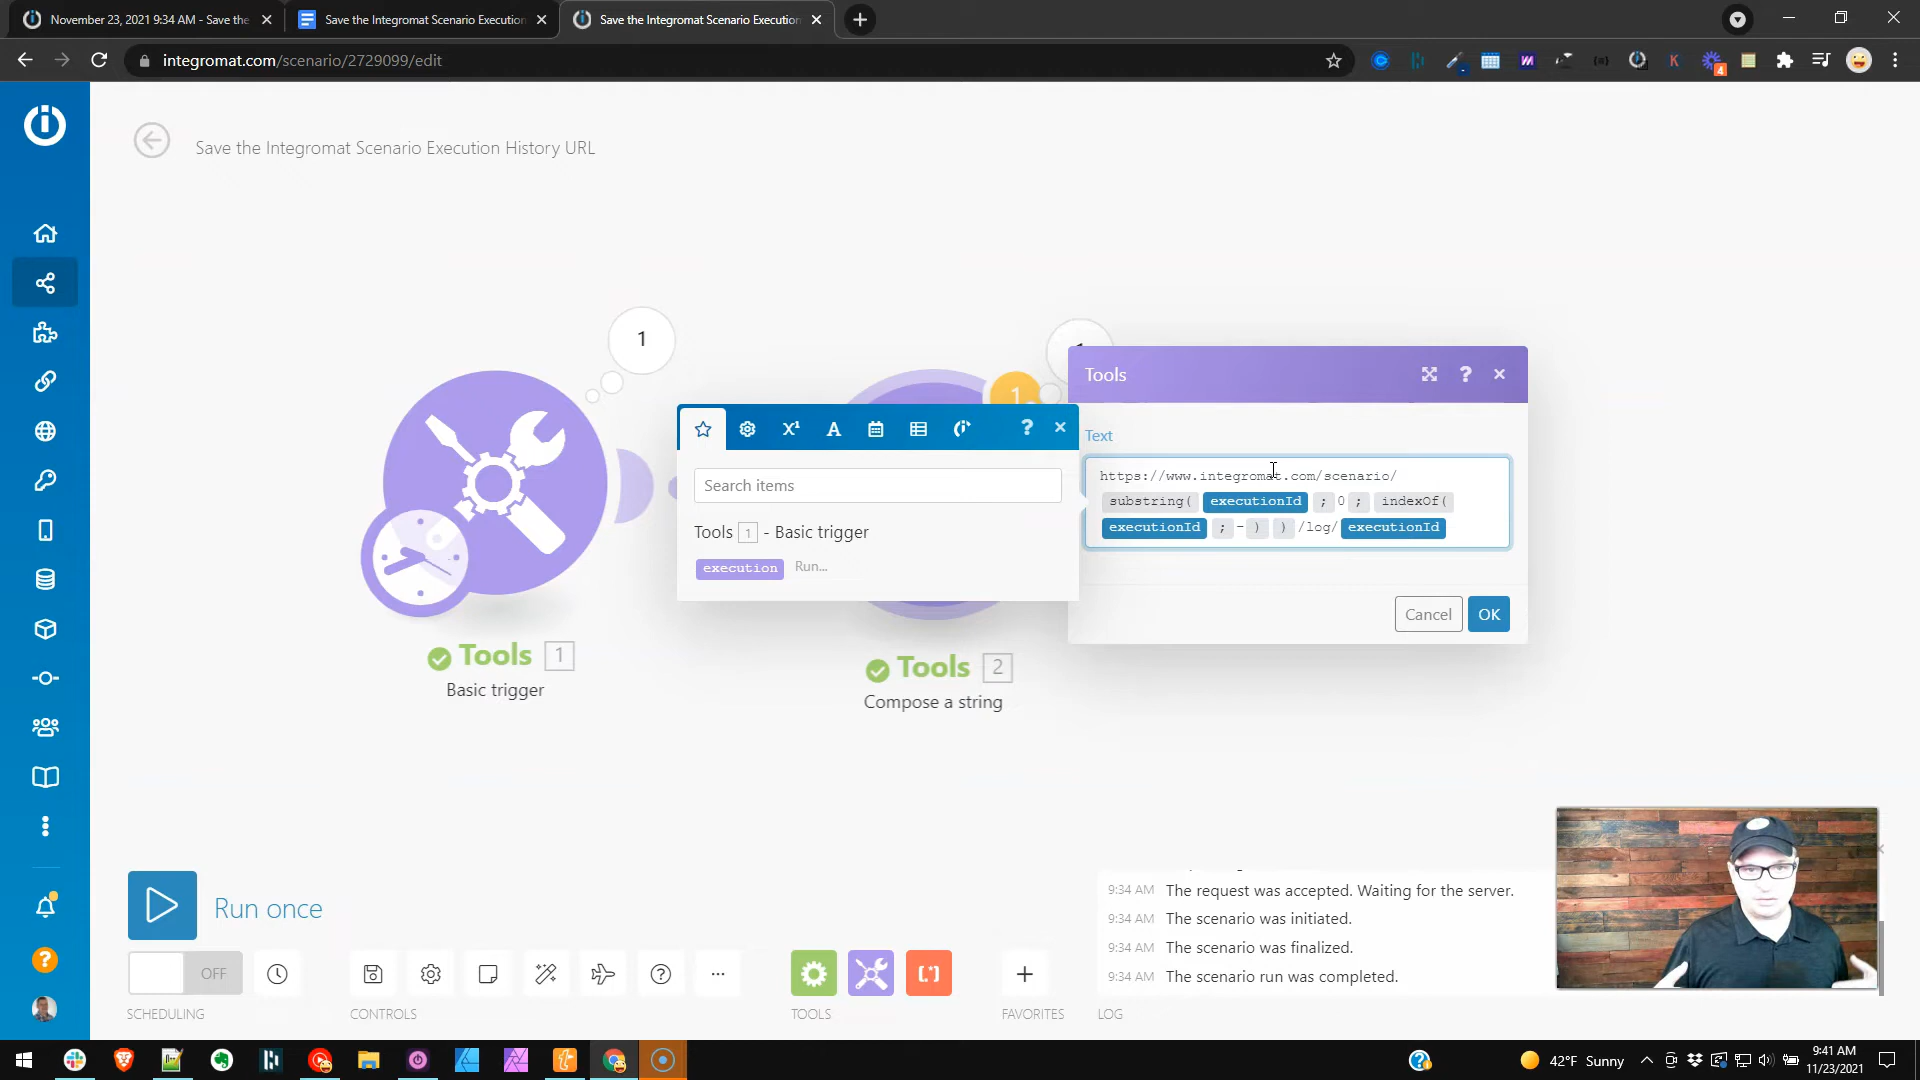 November 23, 2021 9:34 AM - Save the
Save the Integromat Scenario Execution
Save the Integromat Scenario Execution
integromat.com/scenario/2729099/edit
4
Save the Integromat Scenario Execution History URL
1
1
Tools
Text
https://www.integromat.com/scenario/
substring( executionId ; 0 ; indexOf(
executionId ; - ) ) /log/ executionId
Search items
Tools 1 - Basic trigger
execution Run...
Cancel OK
Tools 1
Basic trigger
Tools 2
Compose a string
Run once
OFF
SCHEDULING
CONTROLS
TOOLS
FAVORITES
LOG
9:34 AM The request was accepted. Waiting for the server.
9:34 AM The scenario was initiated.
9:34 AM The scenario was finalized.
9:34 AM The scenario run was completed.
42°F Sunny
9:41 AM
11/23/2021